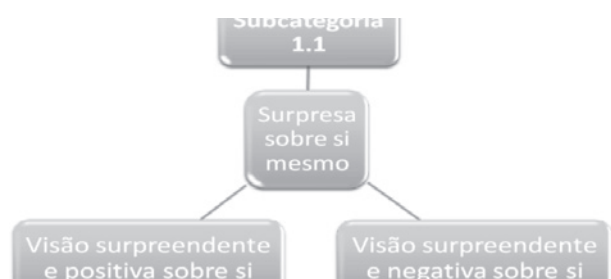 Subcategoria
1.1
Surpresa
sobre si
mesmo
Visão surpreendente
e positiva sobre si
Visão surpreendente
e negativa sobre si